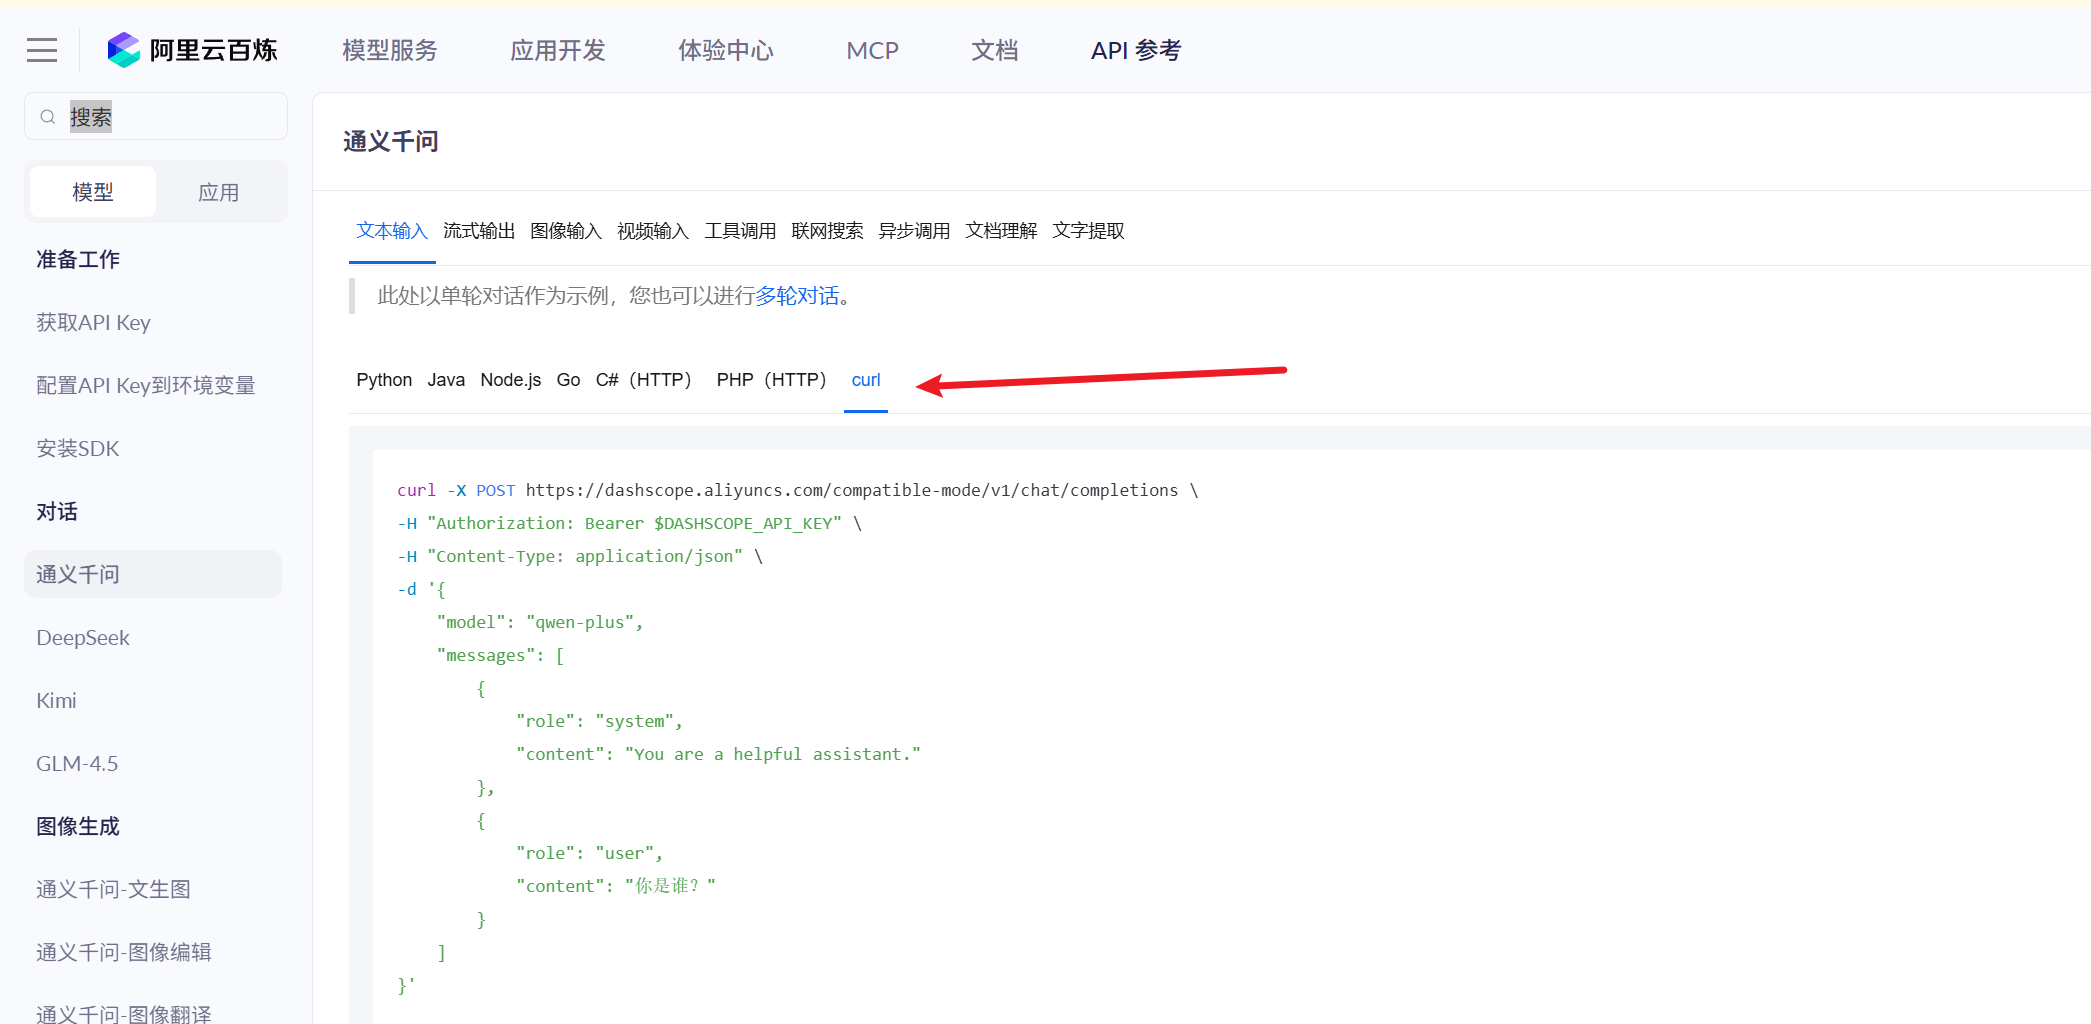 阿里云百炼 模型服务 应用开发 体验中心 MCP 文档 API 参考
搜索
模型 应用
准备工作
获取API Key
配置API Key到环境变量
安装SDK
对话
通义千问
DeepSeek
Kimi
GLM-4.5
图像生成
通义千问-文生图
通义千问-图像编辑
通义千问-图像翻译
通义千问
文本输入 流式输出 图像输入 视频输入 工具调用 联网搜索 异步调用 文档理解 文字提取
此处以单轮对话作为示例，您也可以进行多轮对话。
Python Java Node.js Go C#（HTTP） PHP（HTTP） curl
curl -X POST https://dashscope.aliyuncs.com/compatible-mode/v1/chat/completions \
-H "Authorization: Bearer $DASHSCOPE_API_KEY" \
-H "Content-Type: application/json" \
-d '{
"model": "qwen-plus",
"messages": [
{
"role": "system",
"content": "You are a helpful assistant."
},
{
"role": "user",
"content": "你是谁？"
}
]
}'